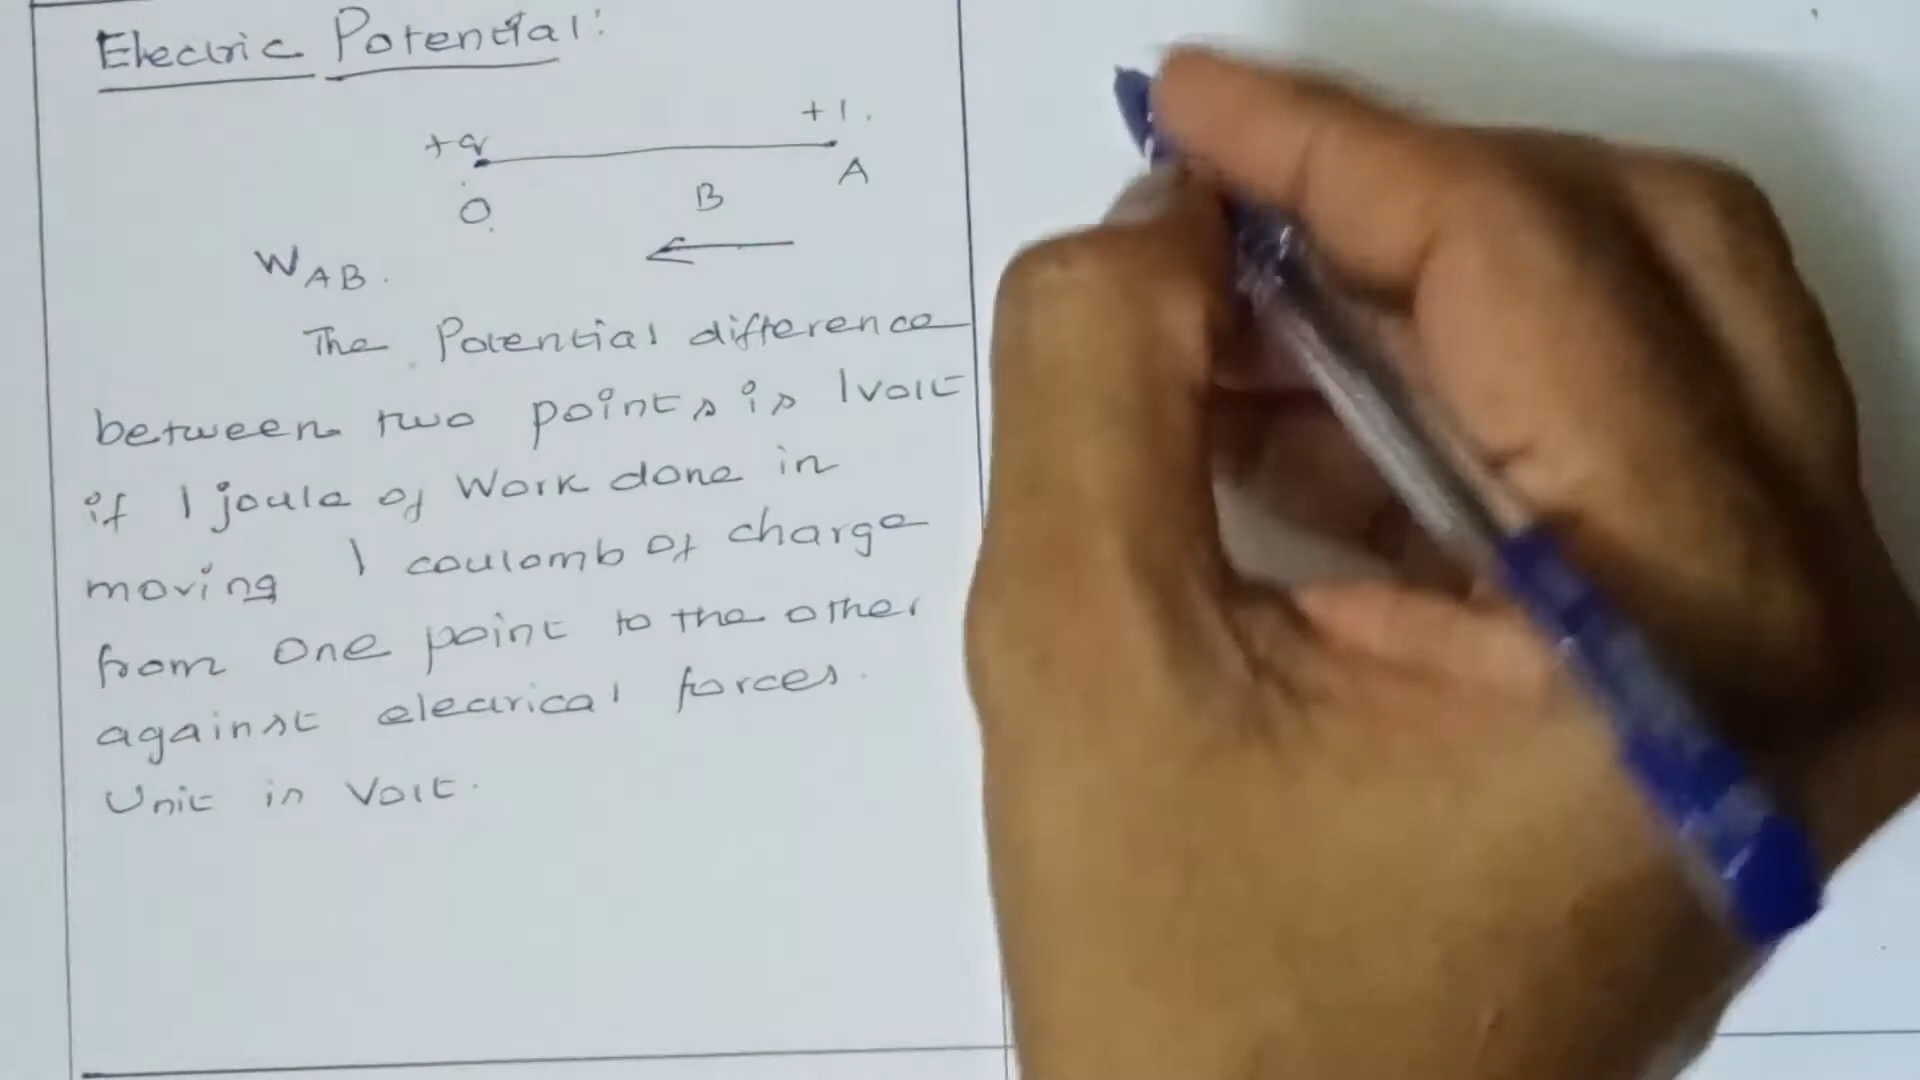 Electric Potential:
+q +1.
O B A
WAB.
The Potential difference
between two points is 1volt
if 1 joule of Work done in
moving 1 coulomb of charge
from One point to the other
against electrical forces.
Unit in Volt.